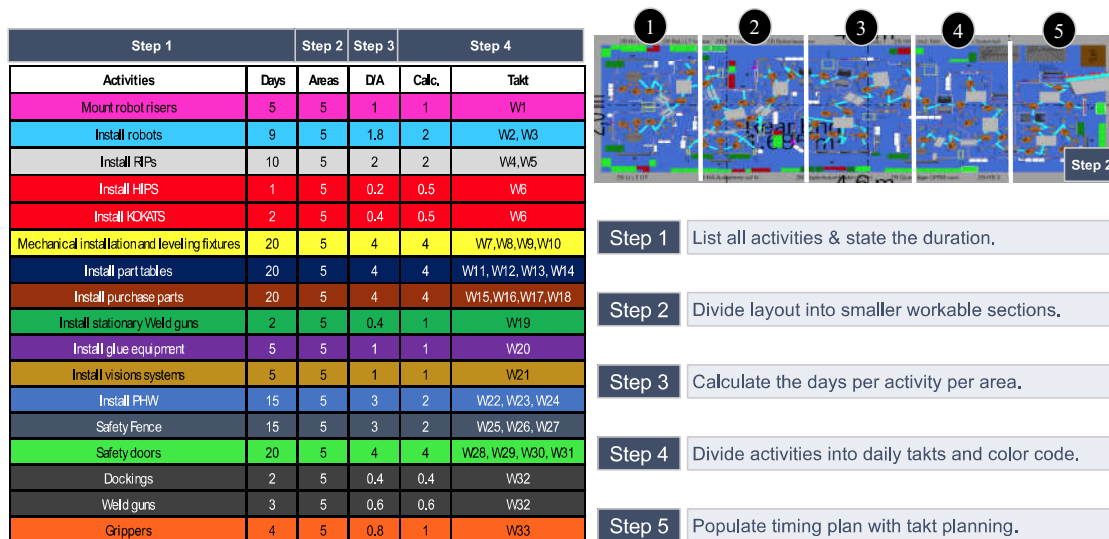 Step 1 Step 2 Step 3 Step 4
Activities Days Areas D/A Calc, Takt
Mount robot risers 5 5 1 1 W1
Install robots 9 5 1.8 2 W2, W3
Install RIPs 10 5 2 2 W4,W5
Install HIPS 1 5 0.2 0.5 W6
Install KOKATS 2 5 0.4 0.5 W6
Mechanical installation and leveling fixtures 20 5 4 4 W7,W8,W9,W10
Install part tables 20 5 4 4 W11, W12, W13, W14
Install purchase parts 20 5 4 4 W15,W16,W17,W18
Install stationary Weld guns 2 5 0.4 1 W19
Install glue equipment 5 5 1 1 W20
Install visions systems 5 5 1 1 W21
Install PHW 15 5 3 2 W22, W23, W24
Safety Fence 15 5 3 2 W25, W26, W27
Safety doors 20 5 4 4 W28, W29, W30, W31
Dockings 2 5 0.4 0.4 W32
Weld guns 3 5 0.6 0.6 W32
Grippers 4 5 0.8 1 W33
1 2 3 4 5
Rear End
4.6 m
Step 2
Step 1 List all activities & state the duration.
Step 2 Divide layout into smaller workable sections.
Step 3 Calculate the days per activity per area.
Step 4 Divide activities into daily takts and color code.
Step 5 Populate timing plan with takt planning.